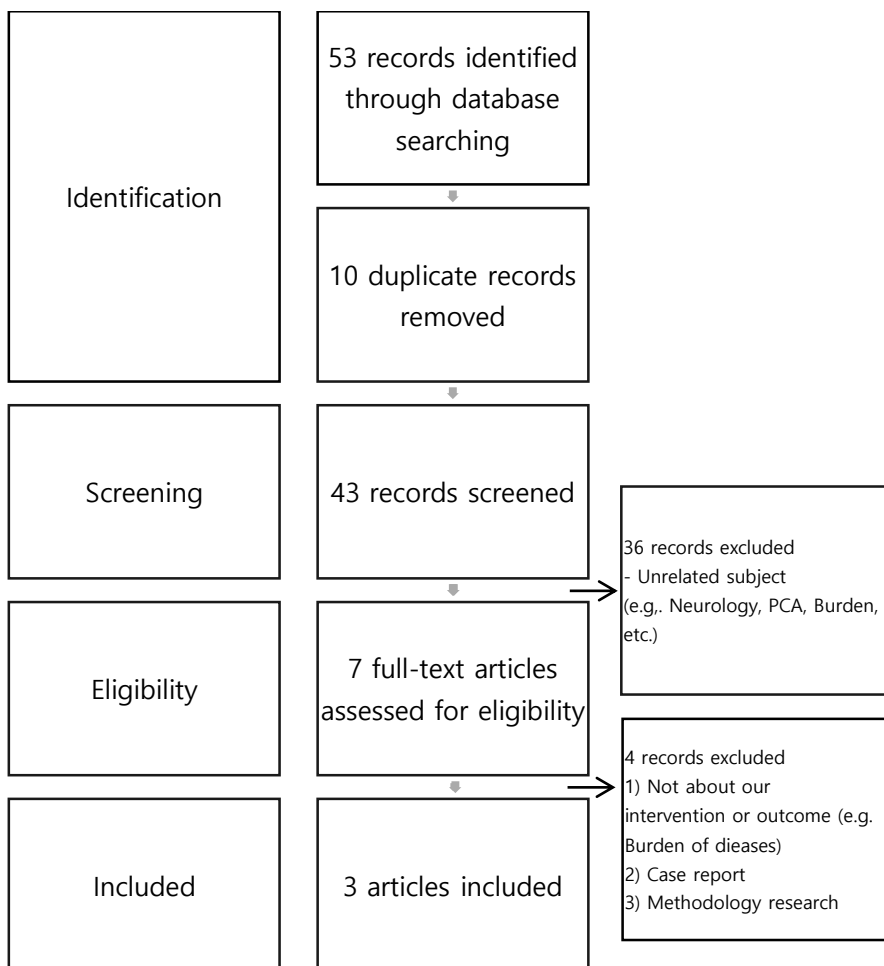 Identification
53 records identified
through database
searching
10 duplicate records
removed
Screening
43 records screened
36 records excluded
- Unrelated subject
(e.g,. Neurology, PCA, Burden,
etc.)
Eligibility
7 full-text articles
assessed for eligibility
4 records excluded
1) Not about our
intervention or outcome (e.g.
Burden of dieases)
2) Case report
3) Methodology research
Included
3 articles included